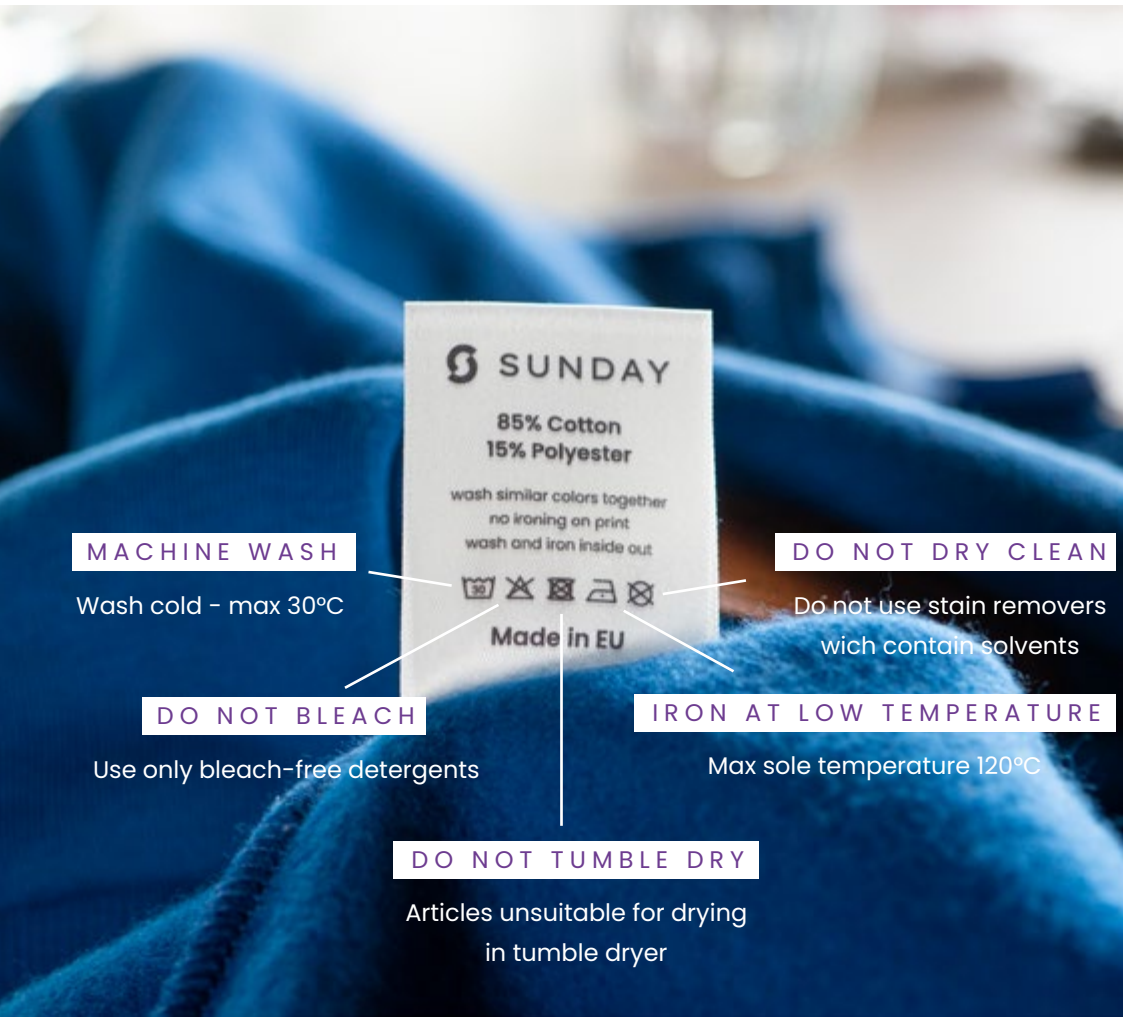 SUNDAY
85% Cotton
15% Polyester
wash similar colors together
no ironing on print
wash and iron inside out
30
Made in EU
MACHINE WASH
Wash cold - max 30°C
DO NOT BLEACH
Use only bleach-free detergents
DO NOT TUMBLE DRY
Articles unsuitable for drying
in tumble dryer
IRON AT LOW TEMPERATURE
Max sole temperature 120°C
DO NOT DRY CLEAN
Do not use stain removers
wich contain solvents